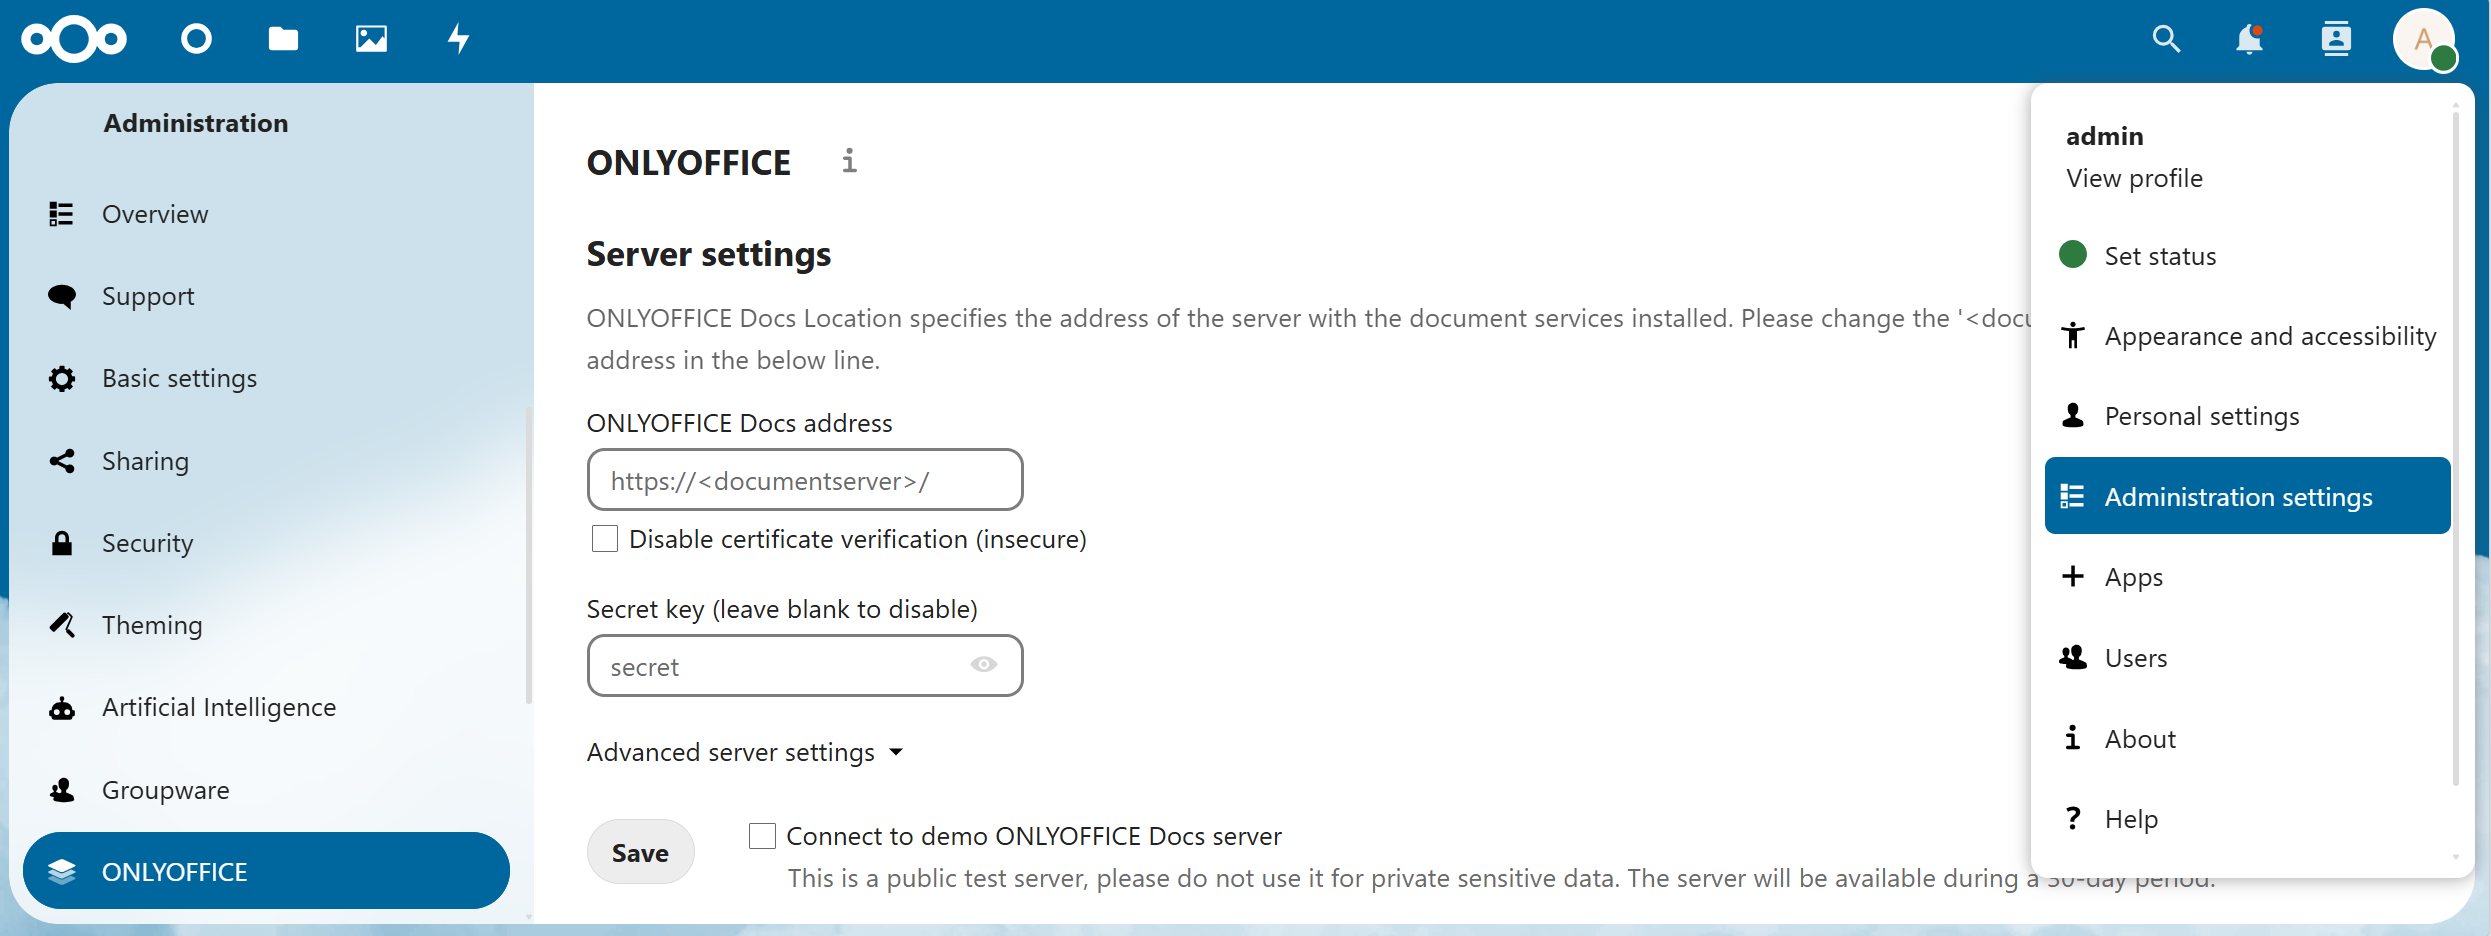 A
Administration
Overview
Support
Basic settings
Sharing
Security
Theming
Artificial Intelligence
Groupware
ONLYOFFICE
ONLYOFFICE
Server settings
ONLYOFFICE Docs Location specifies the address of the server with the document services installed. Please change the '<docu
address in the below line.
ONLYOFFICE Docs address
https://<documentserver>/
Disable certificate verification (insecure)
Secret key (leave blank to disable)
secret
Advanced server settings
Save
Connect to demo ONLYOFFICE Docs server
This is a public test server, please do not use it for private sensitive data. The server will be available during a 30-day period.
admin
View profile
Set status
Appearance and accessibility
Personal settings
Administration settings
Apps
Users
About
Help